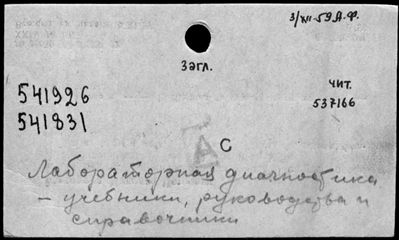 3/XII-59 А.Ф.
Загл.
541926
541831
чит.
537166
С
Лабораторная диагностика
– учебники, руководства и
справочники